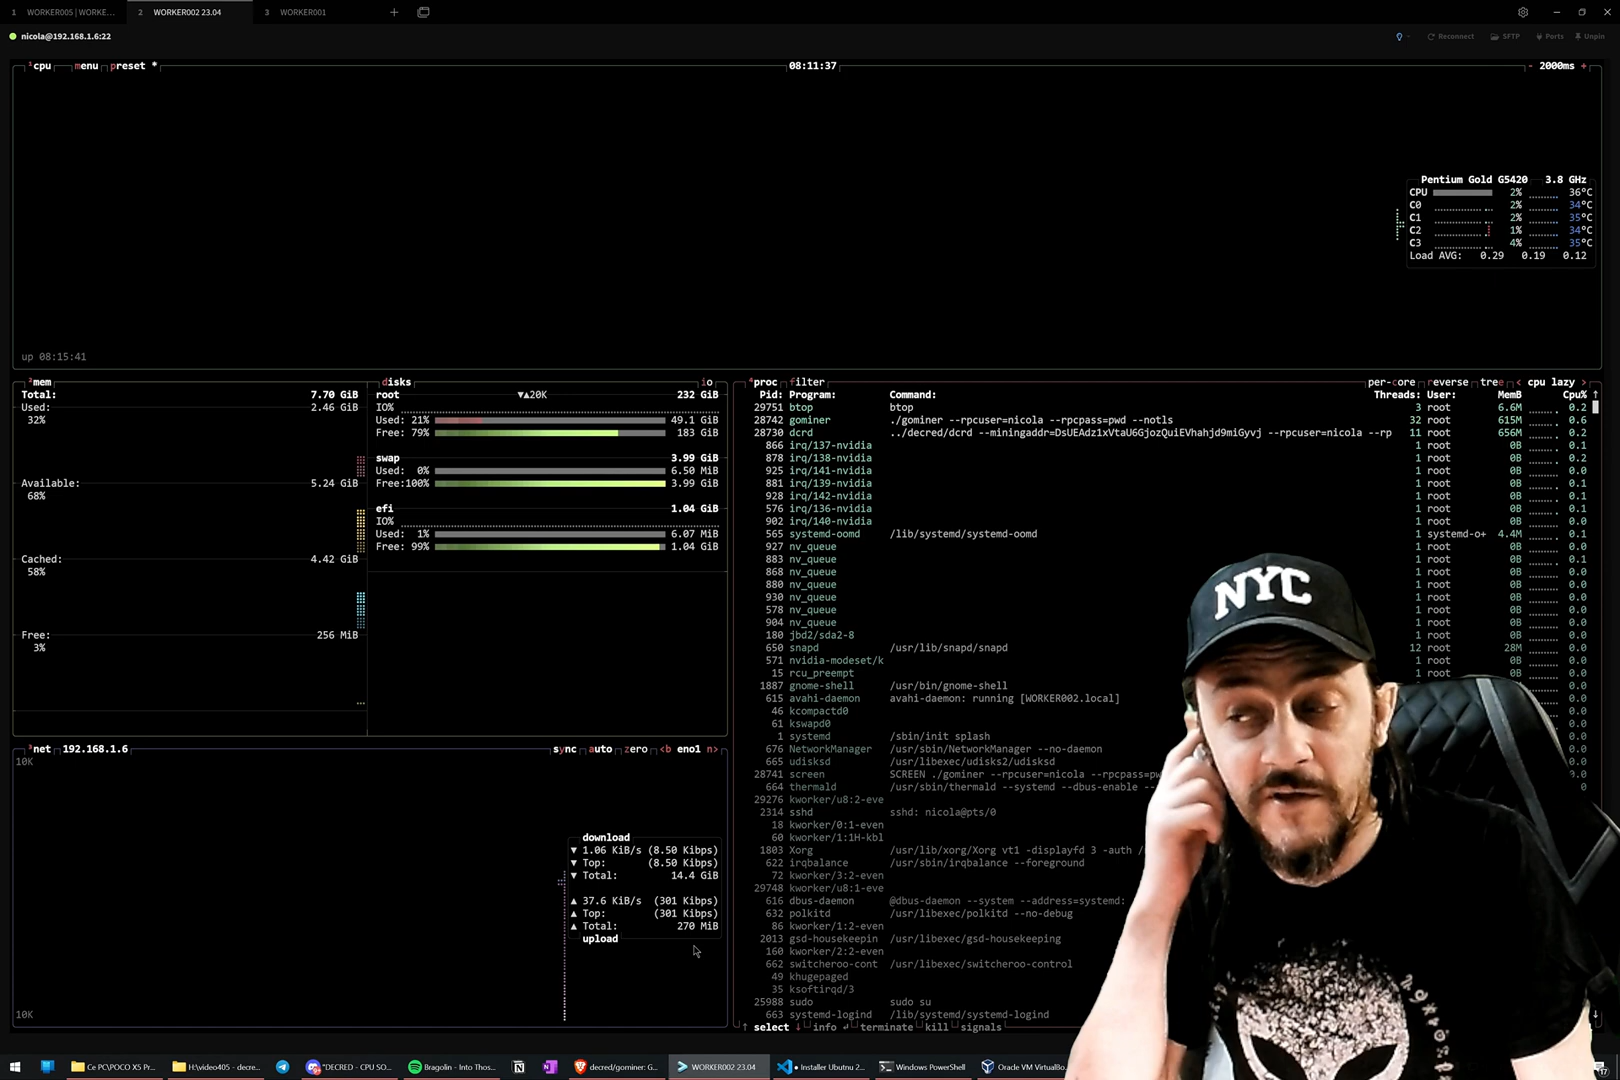 1 WORKER005 | WORKE... 2 WORKER002 23.04 3 WORKER001
nicola@192.168.1.6:22 Reconnect SFTP Ports Unpin
¹cpu menu preset * 08:11:37 - 2000ms +
Pentium Gold G5420 3.8 GHz
CPU 2% 36°C
C0 2% 34°C
C1 2% 35°C
C2 1% 34°C
C3 4% 35°C
Load AVG: 0.29 0.19 0.12
up 08:15:41
mem
Total: 7.70 GiB
Used: 2.46 GiB
32%
Available: 5.24 GiB
68%
Cached: 4.42 GiB
58%
Free: 256 MiB
3%
disks io
root ▼▲20K 232 GiB
IO%
Used: 21% 49.1 GiB
Free: 79% 183 GiB
swap 3.99 GiB
Used: 0% 6.50 MiB
Free:100% 3.99 GiB
efi 1.04 GiB
IO%
Used: 1% 6.07 MiB
Free: 99% 1.04 GiB
³net 192.168.1.6 sync auto zero <b eno1 n>
10K
download
▼ 1.06 KiB/s (8.50 Kibps)
▼ Top: (8.50 Kibps)
▼ Total: 14.4 GiB
▲ 37.6 KiB/s (301 Kibps)
▲ Top: (301 Kibps)
▲ Total: 270 MiB
upload
10K
⁴proc filter per-core reverse tree < cpu lazy >
Pid: Program: Command: Threads: User: MemB Cpu% ↑
29751 btop btop 3 root 6.6M 0.2
28742 gominer ./gominer --rpcuser=nicola --rpcpass=pwd --notls 32 root 615M 0.6
28730 dcrd ../decred/dcrd --miningaddr=DsUEAdz1xVtaU6GjozQuiEVhahjd9miGyvj --rpcuser=nicola --rp 11 root 656M 0.2
866 irq/137-nvidia 1 root 0B 0.1
878 irq/138-nvidia 1 root 0B 0.2
925 irq/141-nvidia 1 root 0B 0.0
881 irq/139-nvidia 1 root 0B 0.1
928 irq/142-nvidia 1 root 0B 0.1
576 irq/136-nvidia 1 root 0B 0.1
902 irq/140-nvidia 1 root 0B 0.0
565 systemd-oomd /lib/systemd/systemd-oomd 1 systemd-o+ 4.4M 0.1
927 nv_queue 1 root 0B 0.0
883 nv_queue 1 root 0B 0.1
868 nv_queue 1 root 0B 0.0
880 nv_queue 1 root 0B 0.0
930 nv_queue 1 root 0B 0.0
578 nv_queue 1 root 0B 0.0
904 nv_queue 1 root 0B 0.0
180 jbd2/sda2-8 1 root 0B 0.0
650 snapd /usr/lib/snapd/snapd 12 root 28M 0.0
571 nvidia-modeset/k 1 root 0B 0.0
15 rcu_preempt 1 root 0B 0.0
1887 gnome-shell /usr/bin/gnome-shell 0.0
615 avahi-daemon avahi-daemon: running [WORKER002.local] 0.0
46 kcompactd0 0.0
61 kswapd0 0.0
1 systemd /sbin/init splash 0.0
676 NetworkManager /usr/sbin/NetworkManager --no-daemon 0.0
665 udisksd /usr/libexec/udisks2/udisksd 0.0
28741 screen SCREEN ./gominer --rpcuser=nicola --rpcpass=pw 0.0
664 thermald /usr/sbin/thermald --systemd --dbus-enable -- 0
29276 kworker/u8:2-eve
2314 sshd sshd: nicola@pts/0
18 kworker/0:1-even
60 kworker/1:1H-kbl
1803 Xorg /usr/lib/xorg/Xorg vt1 -displayfd 3 -auth /
622 irqbalance /usr/sbin/irqbalance --foreground
72 kworker/3:2-even
29748 kworker/u8:1-eve
616 dbus-daemon @dbus-daemon --system --address=systemd:
632 polkitd /usr/libexec/polkitd --no-debug
86 kworker/1:2-even
2013 gsd-housekeepin /usr/libexec/gsd-housekeeping
160 kworker/2:2-even
662 switcheroo-cont /usr/libexec/switcheroo-control
49 khugepaged
35 ksoftirqd/3
25988 sudo sudo su
663 systemd-logind /lib/systemd/systemd-logind
↑ select ↓ info ↲ terminate kill signals ↓
NYC
Ce PC\POCO X5 Pr... H:\video405 - decre... "DECRED - CPU SO... Bragolin - Into Thos... decred/gominer: G... WORKER002 23.04 • Installer Ubutnu 2... Windows PowerShell Oracle VM VirtualBo... 17